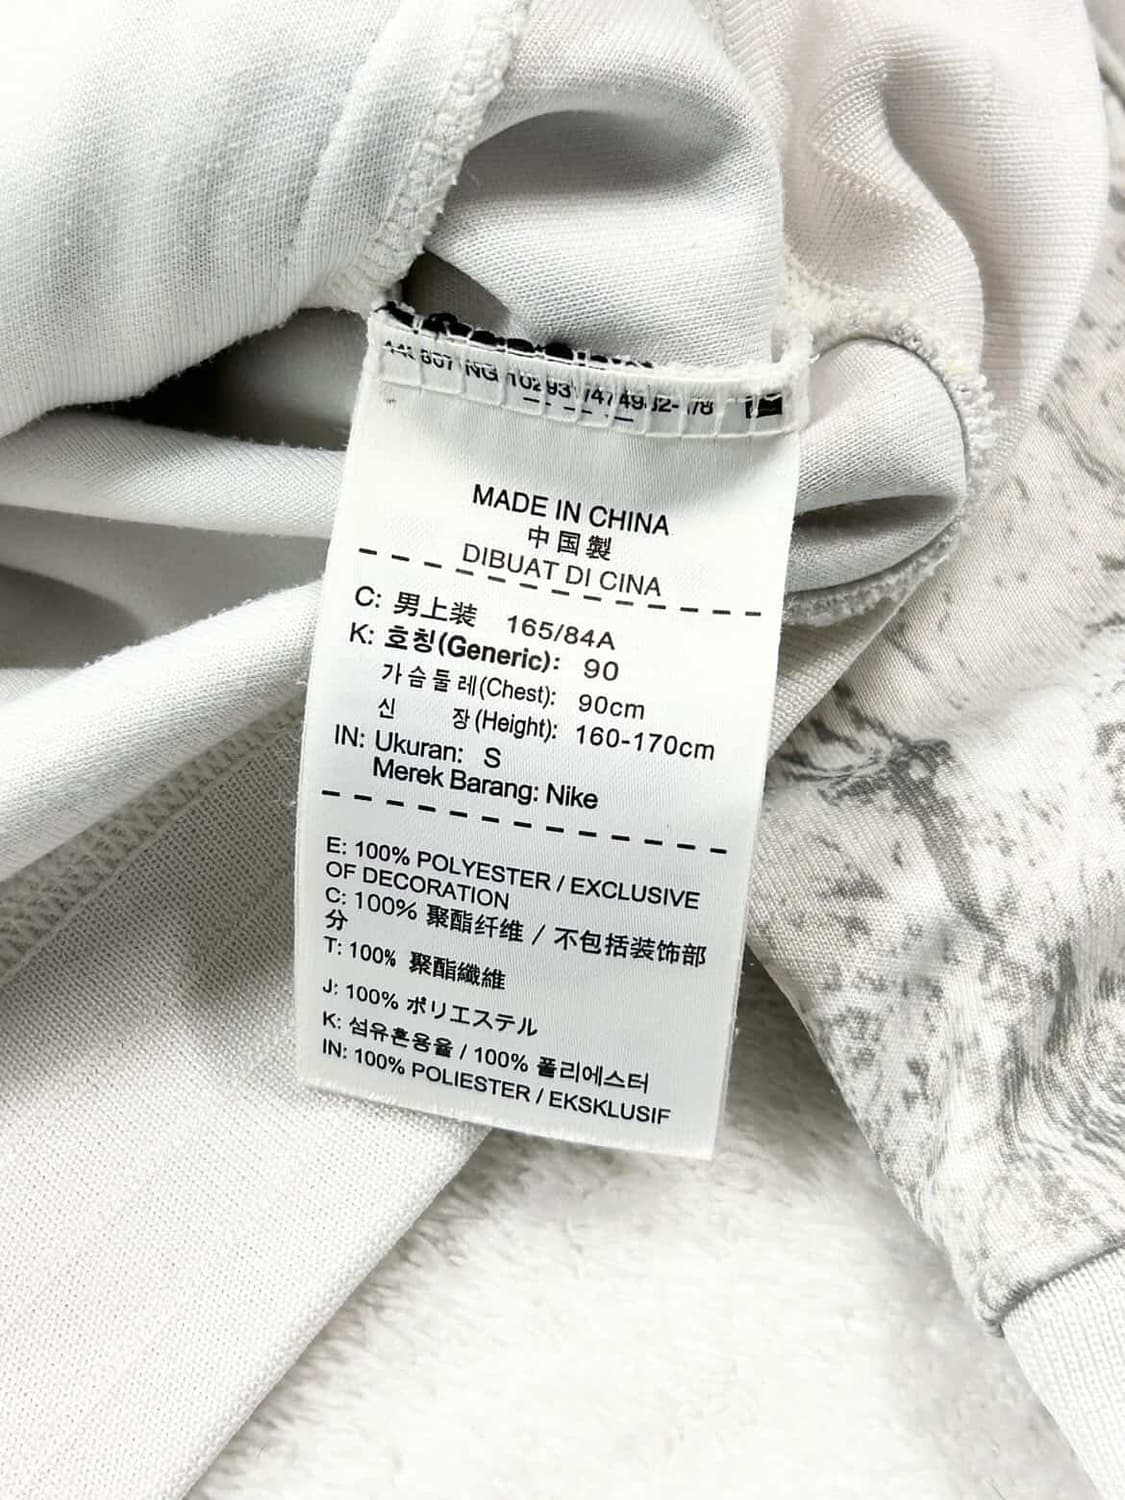 807 NG
MADE IN CHINA
中国製
DIBUAT DI CINA
C: 男上装 165/84A
K: 호칭(Generic): 90
가슴둘레(Chest): 90cm
신 장(Height): 160-170cm
IN: Ukuran: S
Merek Barang: Nike
E: 100% POLYESTER / EXCLUSIVE
OF DECORATION
C: 100% 聚酯纤维 / 不包括装饰部
分
T: 100% 聚酯纖維
J: 100% ポリエステル
K: 섬유혼용율 / 100% 폴리에스터
IN: 100% POLIESTER / EKSKLUSIF